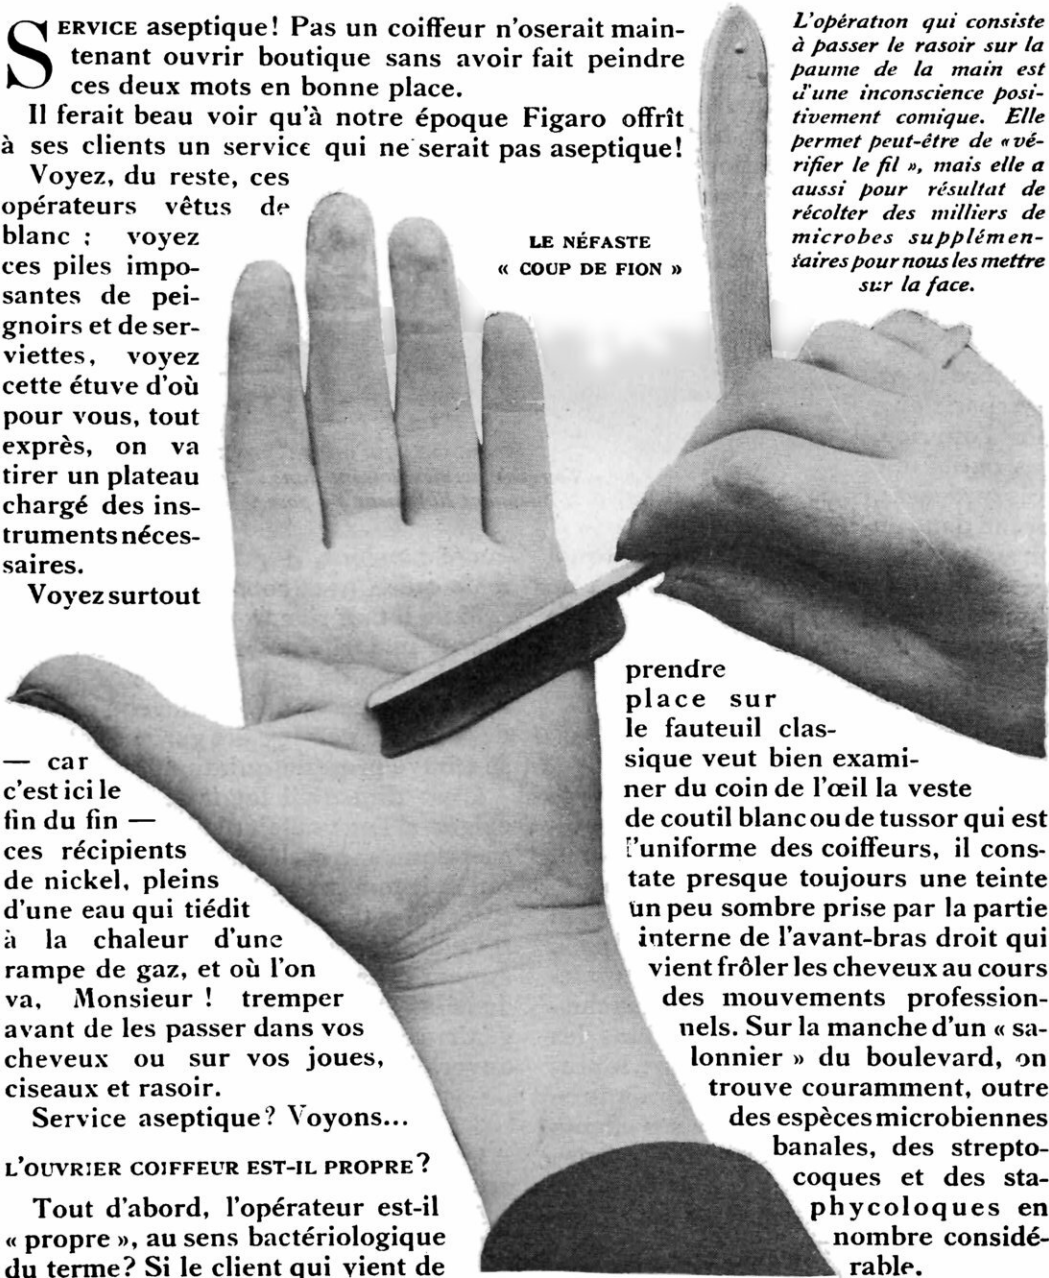 SERVICE aseptique! Pas un coiffeur n'oserait main-
tenant ouvrir boutique sans avoir fait peindre
ces deux mots en bonne place.
Il ferait beau voir qu'à notre époque Figaro offrît
à ses clients un service qui ne serait pas aseptique!
Voyez, du reste, ces
opérateurs vêtus de
blanc ; voyez
ces piles impo-
santes de pei-
gnoirs et de ser-
viettes, voyez
cette étuve d'où
pour vous, tout
exprès, on va
tirer un plateau
chargé des ins-
truments néces-
saires.
Voyez surtout
— car
c'est ici le
fin du fin —
ces récipients
de nickel, pleins
d'une eau qui tiédit
à la chaleur d'une
rampe de gaz, et où l'on
va, Monsieur ! tremper
avant de les passer dans vos
cheveux ou sur vos joues,
ciseaux et rasoir.
Service aseptique? Voyons...
L'OUVRIER COIFFEUR EST-IL PROPRE?
Tout d'abord, l'opérateur est-il
« propre », au sens bactériologique
du terme? Si le client qui vient de
prendre
place sur
le fauteuil clas-
sique veut bien exami-
ner du coin de l'œil la veste
de coutil blanc ou de tussor qui est
l'uniforme des coiffeurs, il cons-
tate presque toujours une teinte
un peu sombre prise par la partie
interne de l'avant-bras droit qui
vient frôler les cheveux au cours
des mouvements profession-
nels. Sur la manche d'un « sa-
lonnier » du boulevard, on
trouve couramment, outre
des espèces microbiennes
banales, des strepto-
coques et des sta-
phycoloques en
nombre considé-
rable.
LE NÉFASTE
« COUP DE FION »
L'opération qui consiste
à passer le rasoir sur la
paume de la main est
d'une inconscience posi-
tivement comique. Elle
permet peut-être de « vé-
rifier le fil », mais elle a
aussi pour résultat de
récolter des milliers de
microbes supplémen-
taires pour nous les mettre
sur la face.